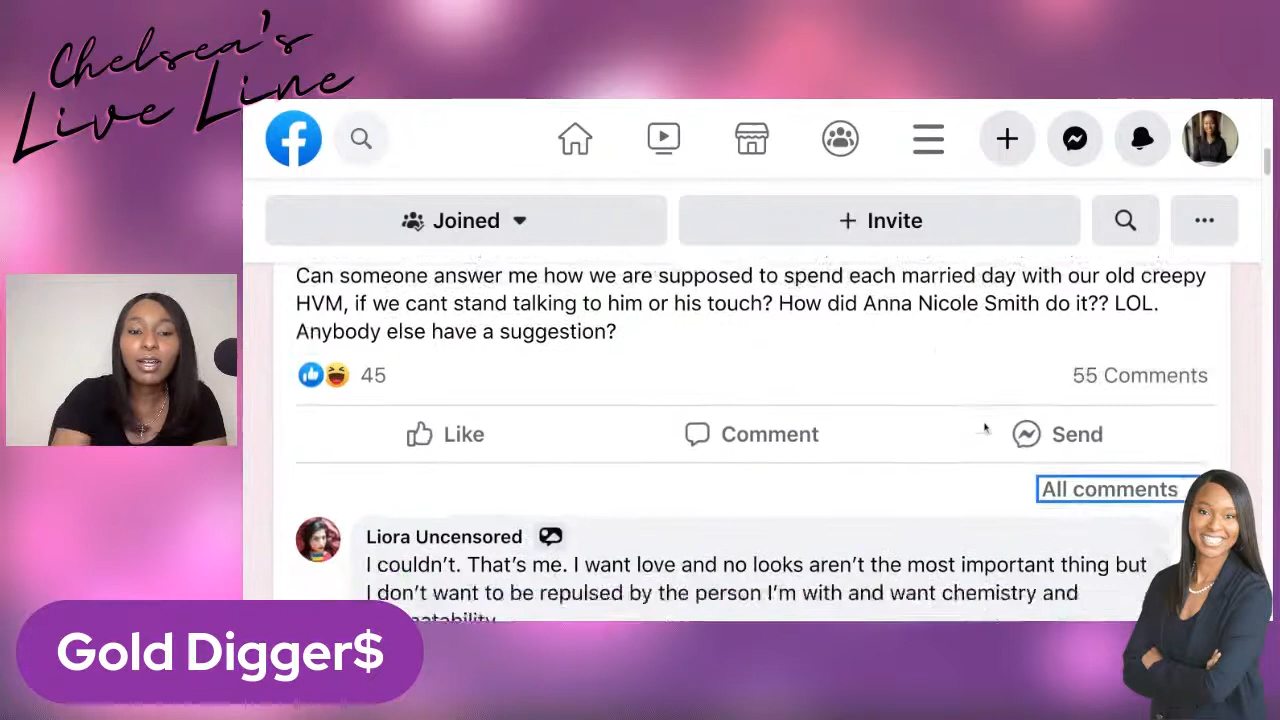 Chelsea's
Live Line
Joined
+ Invite
Can someone answer me how we are supposed to spend each married day with our old creepy
HVM, if we cant stand talking to him or his touch? How did Anna Nicole Smith do it?? LOL.
Anybody else have a suggestion?
45
55 Comments
Like
Comment
Send
All comments
Liora Uncensored
I couldn't. That's me. I want love and no looks aren't the most important thing but
I don't want to be repulsed by the person I'm with and want chemistry and
Gold Digger$